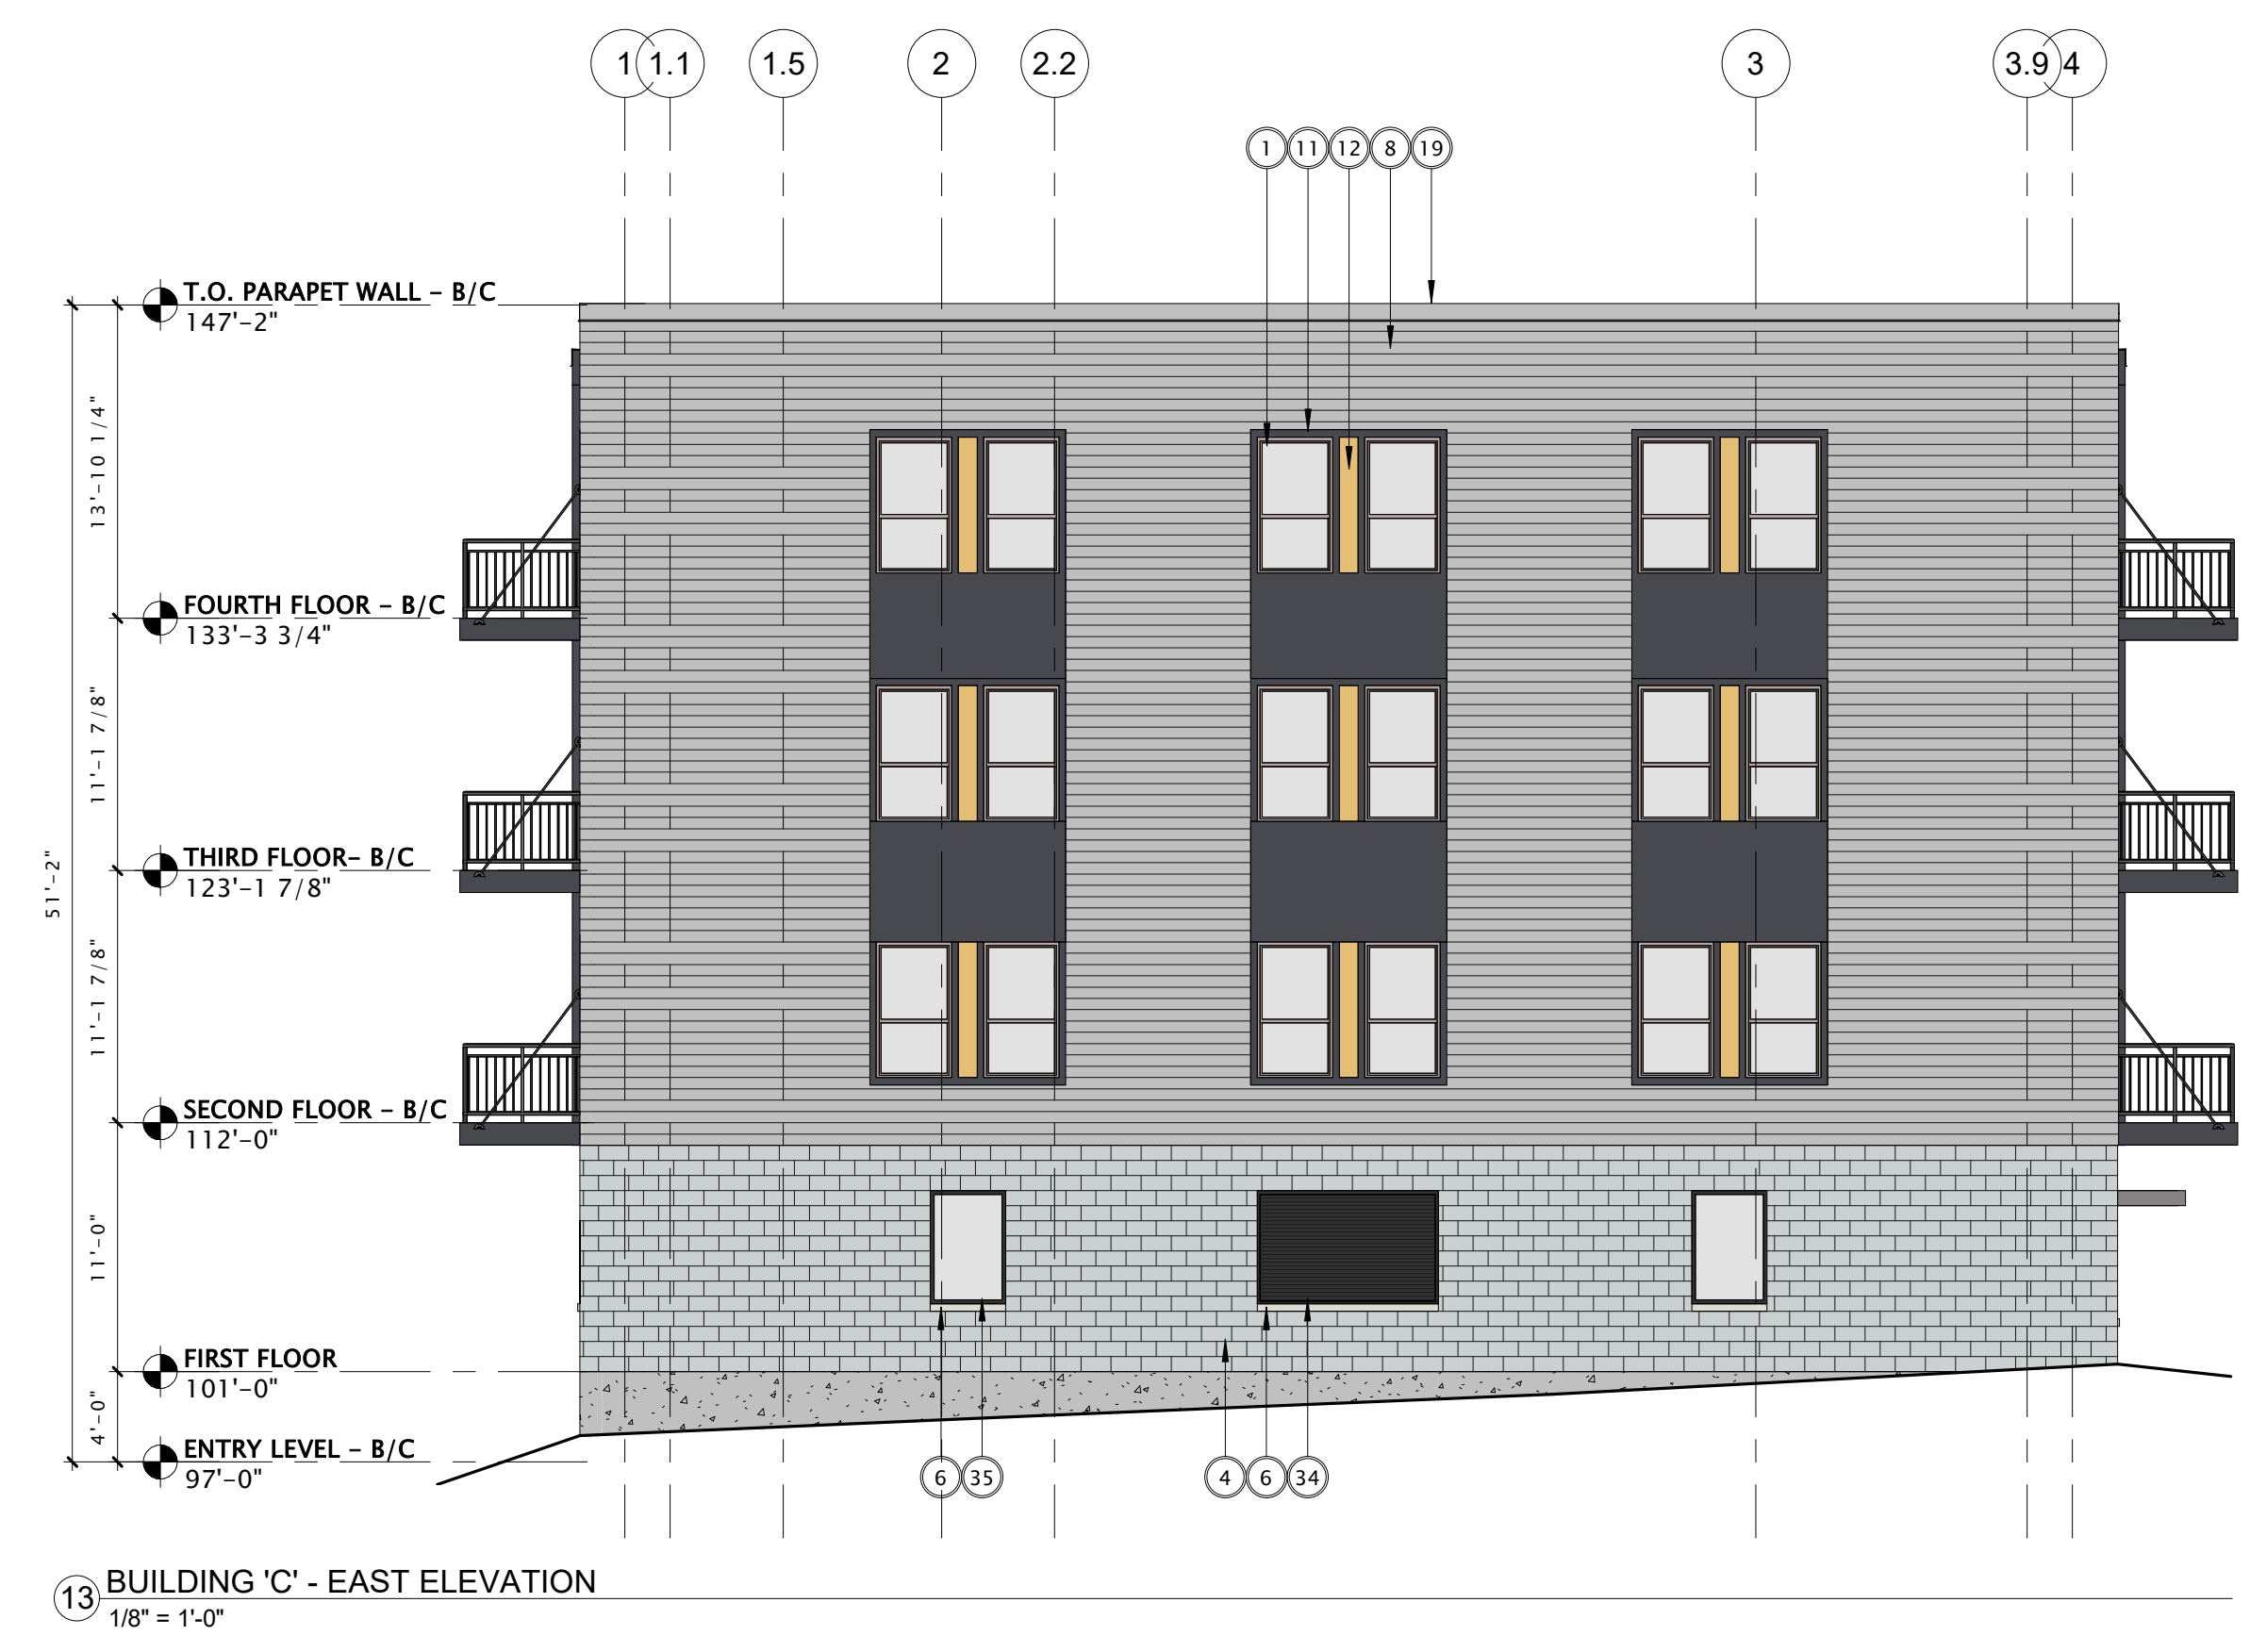 1 1.1 1.5 2 2.2 3 3.9 4
1 11 12 8 19
T.O. PARAPET WALL – B/C
147'–2"
13'–10 1/4"
FOURTH FLOOR – B/C
133'–3 3/4"
11'–1 7/8"
THIRD FLOOR– B/C
123'–1 7/8"
51'–2"
11'–1 7/8"
SECOND FLOOR – B/C
112'–0"
11'–0"
FIRST FLOOR
101'–0"
4'–0"
ENTRY LEVEL – B/C
97'–0"
6 35 4 6 34
13 BUILDING 'C' - EAST ELEVATION
1/8" = 1'-0"